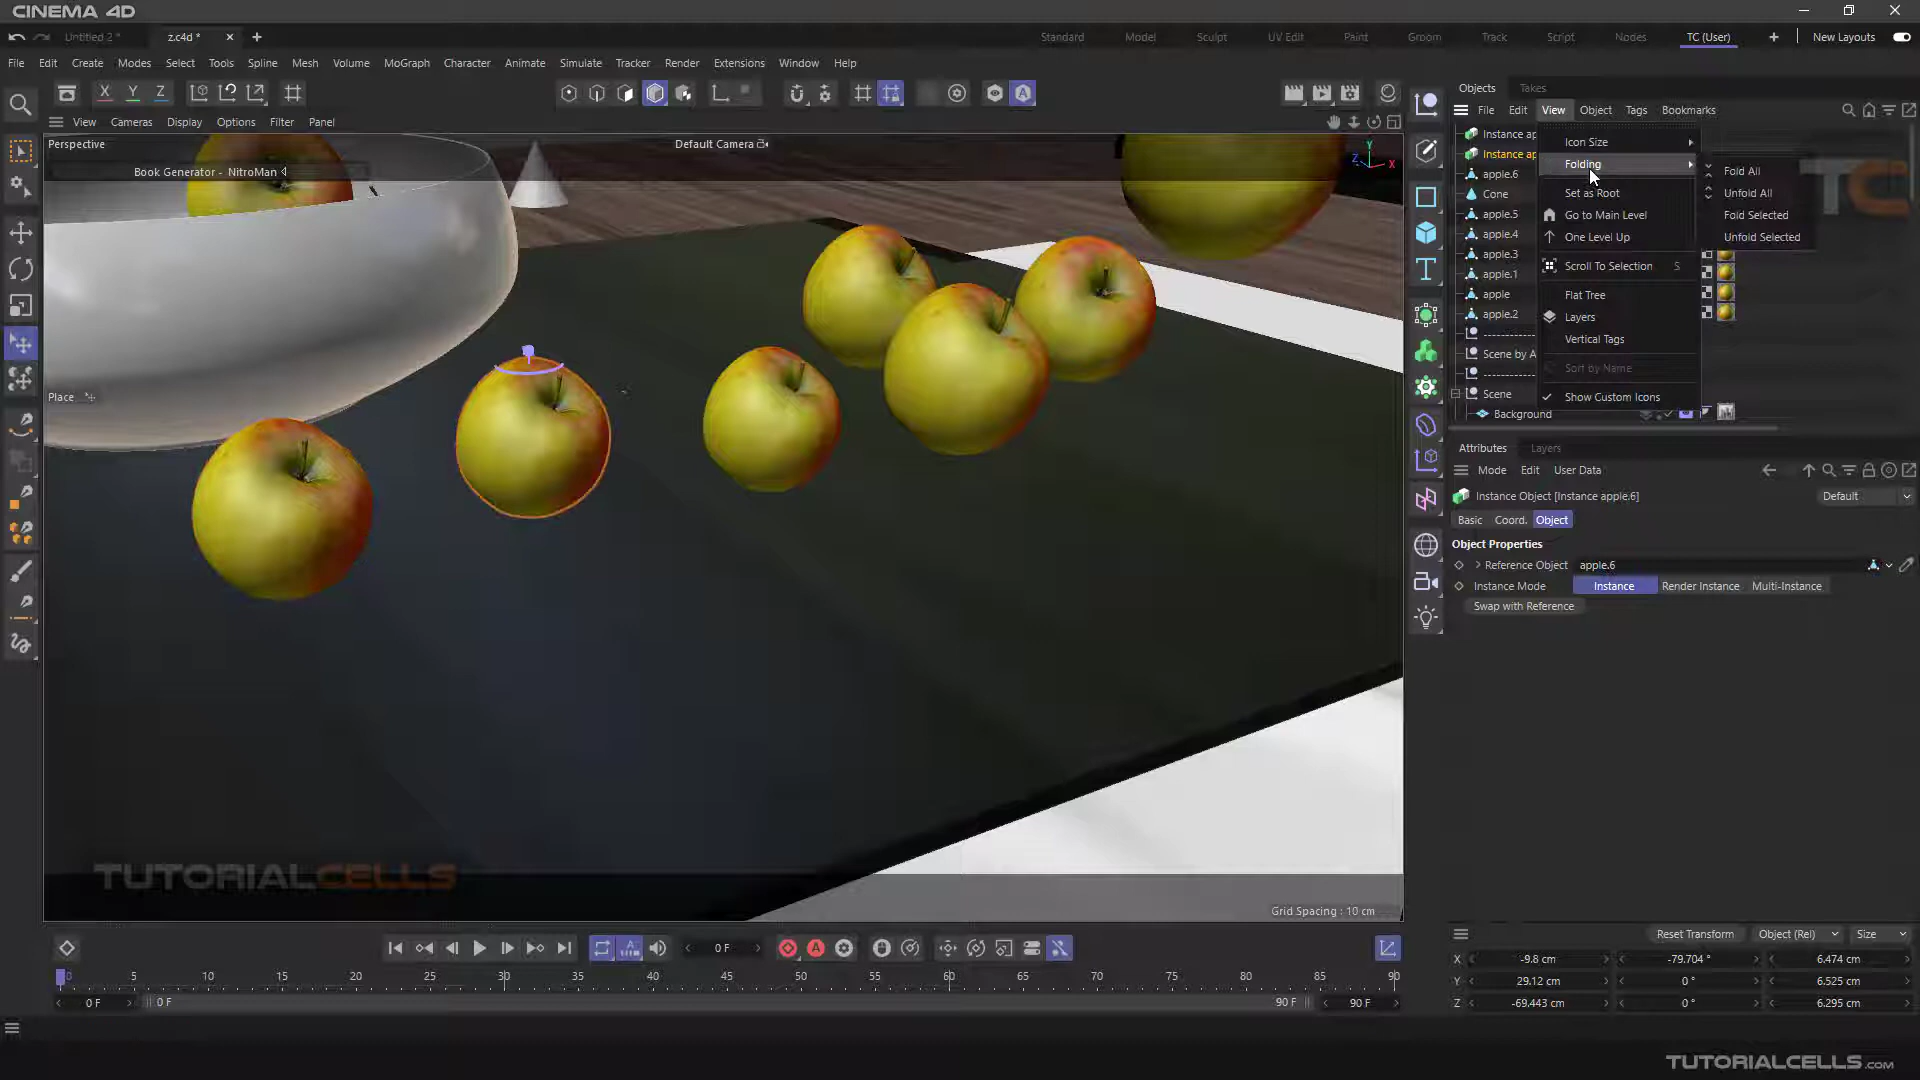 CINEMA 4D
Untitled 2 *
z.c4d *
Standard Model Sculpt UV Edit Paint Groom Track Script Nodes TC (User) New Layouts
File Edit Create Modes Select Tools Spline Mesh Volume MoGraph Character Animate Simulate Tracker Render Extensions Window Help
X Y Z
View Cameras Display Options Filter Panel
Perspective
Default Camera
Book Generator - NitroMan
Y
Z
X
Place
TUTORIALCELLS
Grid Spacing : 10 cm
Objects Takes
File Edit View Object Tags Bookmarks
Instance ap
Instance ap
apple.6
Cone
apple.5
apple.4
apple.3
apple.1
apple
apple.2
Scene by A
Scene
Background
Icon Size
Folding
Set as Root
Go to Main Level
One Level Up
Scroll To Selection S
Flat Tree
Layers
Vertical Tags
Sort by Name
Show Custom Icons
Fold All
Unfold All
Fold Selected
Unfold Selected
TC
Attributes Layers
Mode Edit User Data
Instance Object [Instance apple.6]
Default
Basic Coord. Object
Object Properties
Reference Object apple.6
Instance Mode Instance Render Instance Multi-Instance
Swap with Reference
0 F
0 5 10 15 20 25 30 35 40 45 50 55 60 65 70 75 80 85 90
0 F 0 F 90 F 90 F
Reset Transform Object (Rel) Size
X -9.8 cm -79.704 ° 6.474 cm
Y 29.12 cm 0 ° 6.525 cm
Z -69.443 cm 0 ° 6.295 cm
TUTORIALCELLS.com